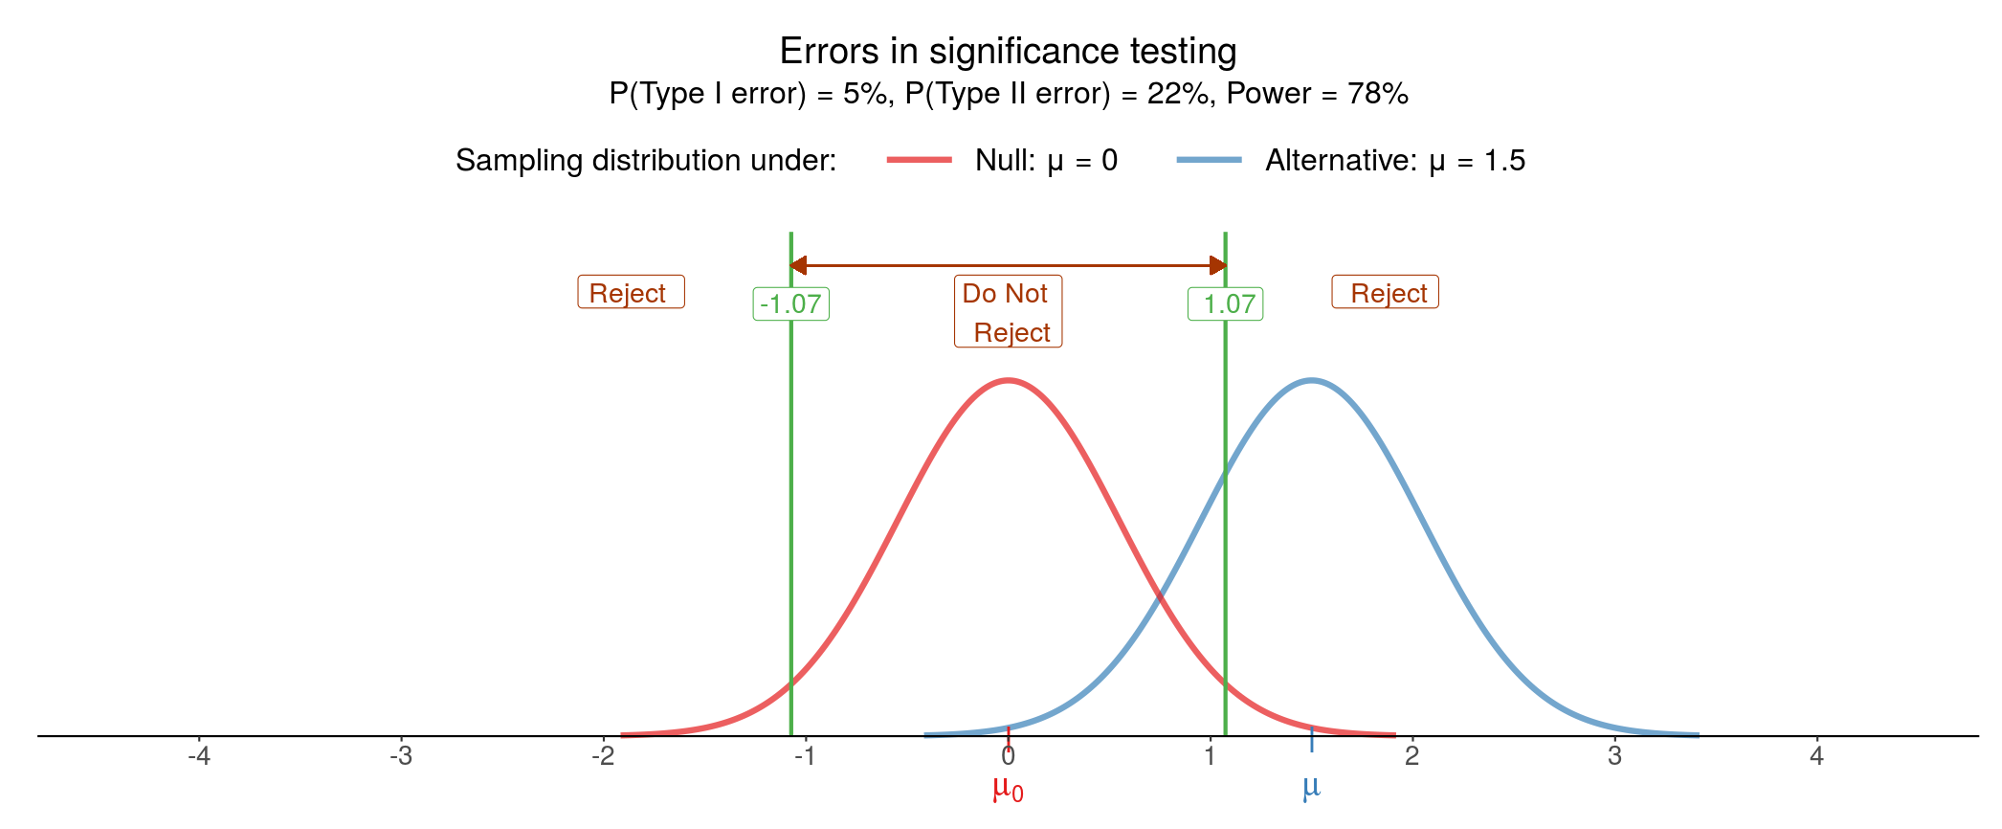 Errors in significance testing
P(Type I error) = 5%, P(Type II error) = 22%, Power = 78%
Sampling distribution under: Null: μ = 0 Alternative: μ = 1.5
Reject
-1.07
Do Not
Reject
1.07
Reject
-4 -3 -2 -1 0 1 2 3 4
μ₀ μ